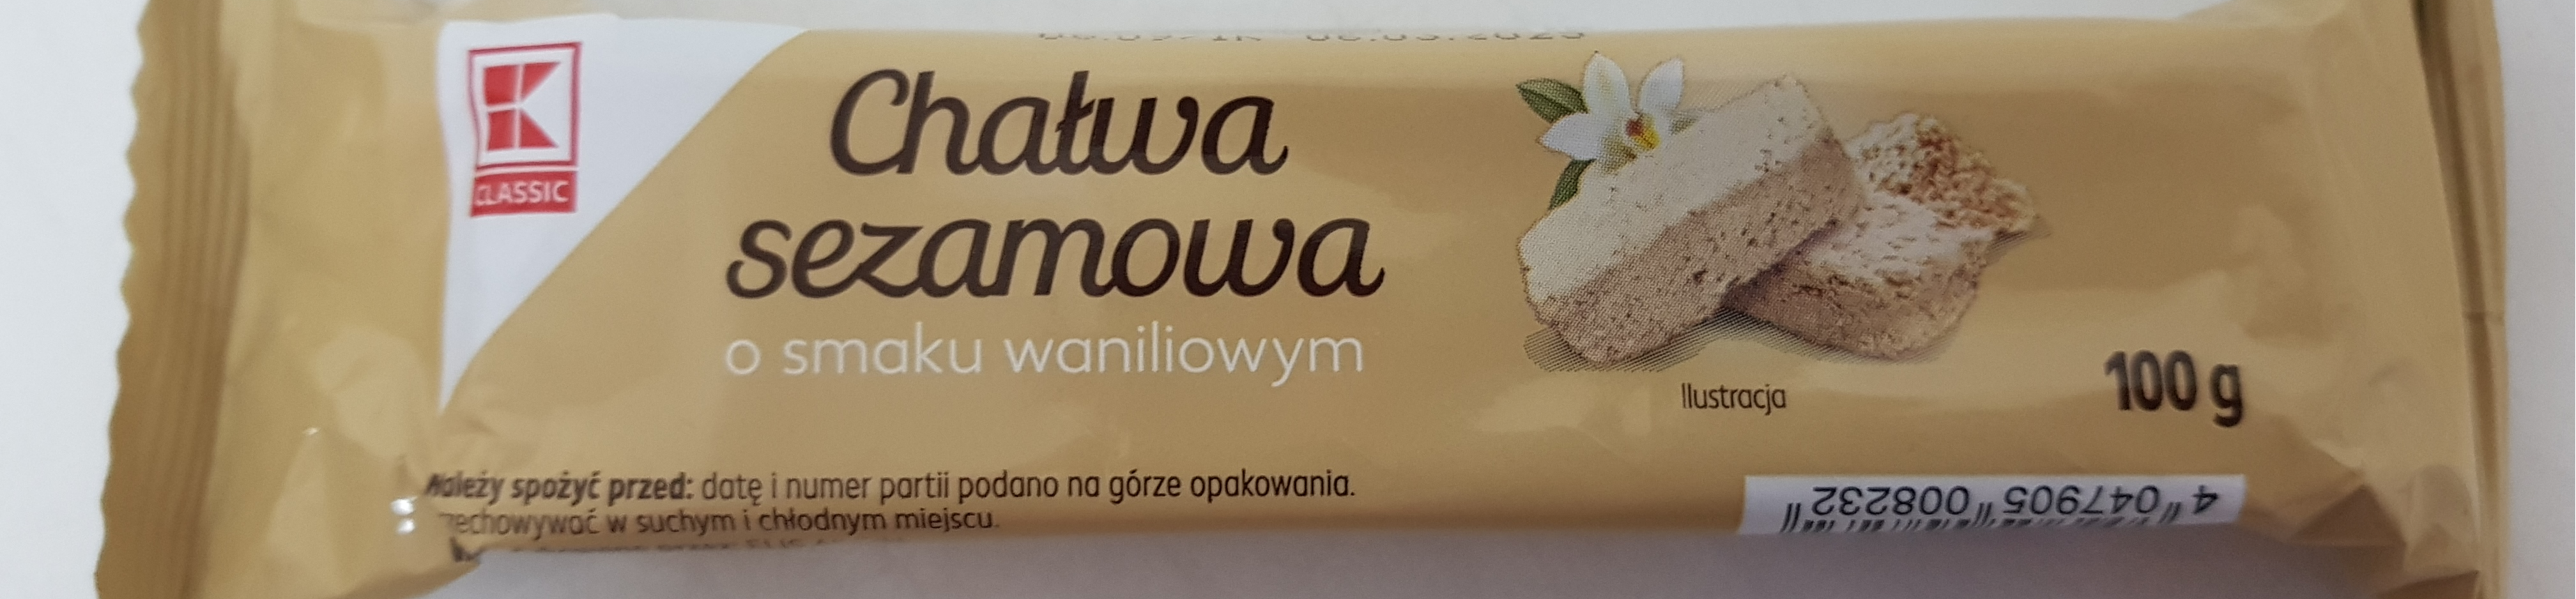 K
CLASSIC
Chałwa
sezamowa
o smaku waniliowym
Ilustracja
100 g
Należy spożyć przed: datę i numer partii podano na górze opakowania.
w suchym i chłodnym miejscu.
4 047905 008232